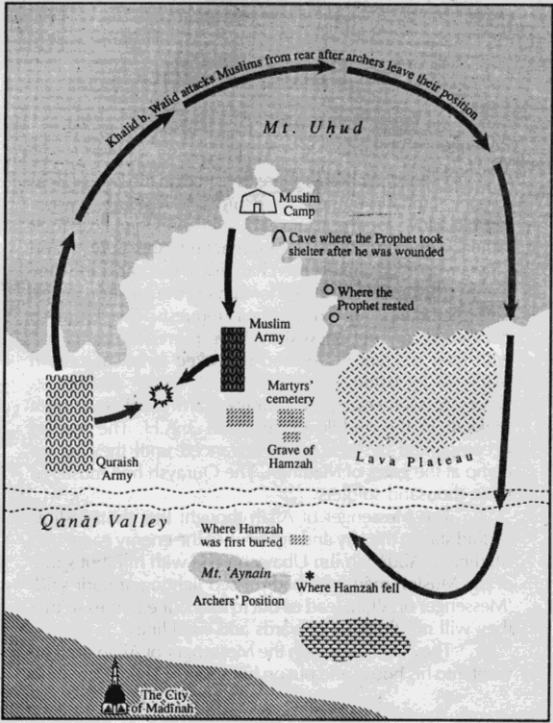 Khalid b. Walid attacks Muslims from rear after archers leave their position
Mt. Uḥud
Muslim
Camp
Cave where the Prophet took
shelter after he was wounded
Where the
Prophet rested
Muslim
Army
Martyrs'
cemetery
Grave of
Hamzah
Quraish
Army
Lava Plateau
Qanāt Valley
Where Hamzah
was first buried
Mt. 'Aynain
Where Hamzah fell
Archers' Position
The City
of Madīnah